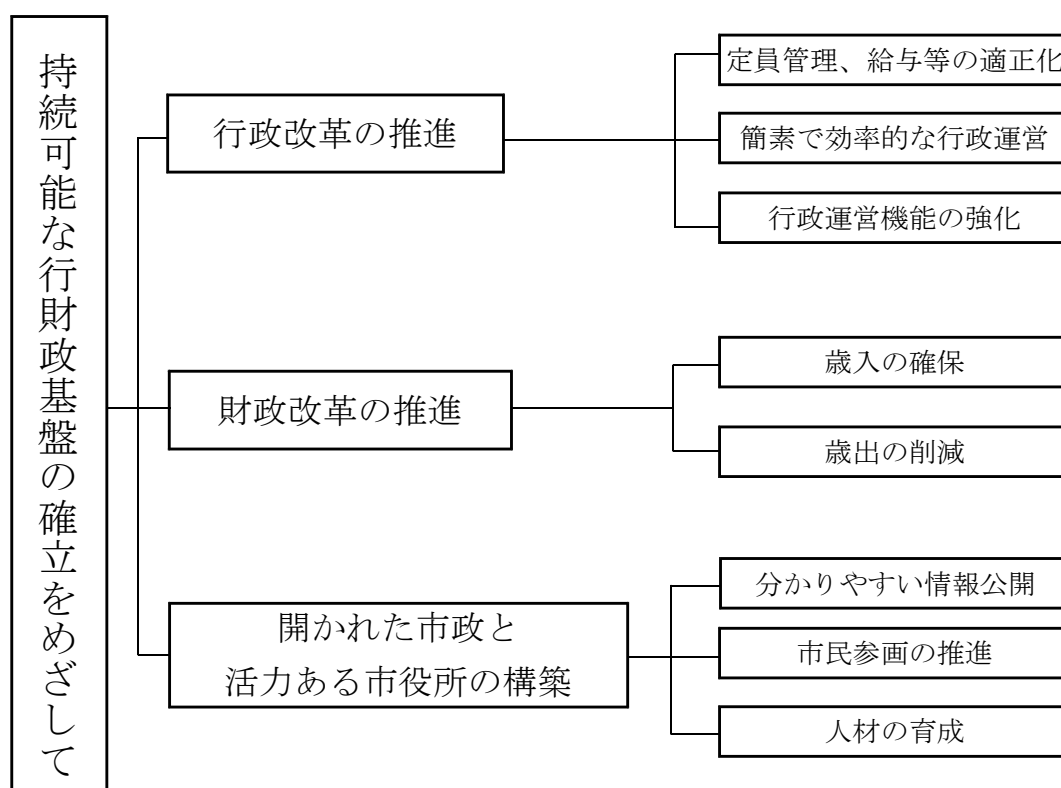 持続可能な行財政基盤の確立をめざして
行政改革の推進
定員管理、給与等の適正化
簡素で効率的な行政運営
行政運営機能の強化
財政改革の推進
歳入の確保
歳出の削減
開かれた市政と
活力ある市役所の構築
分かりやすい情報公開
市民参画の推進
人材の育成